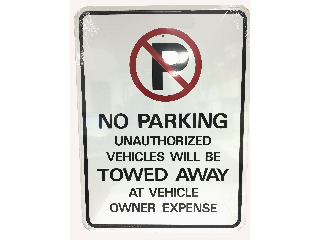 P
NO PARKING
UNAUTHORIZED
VEHICLES WILL BE
TOWED AWAY
AT VEHICLE
OWNER EXPENSE